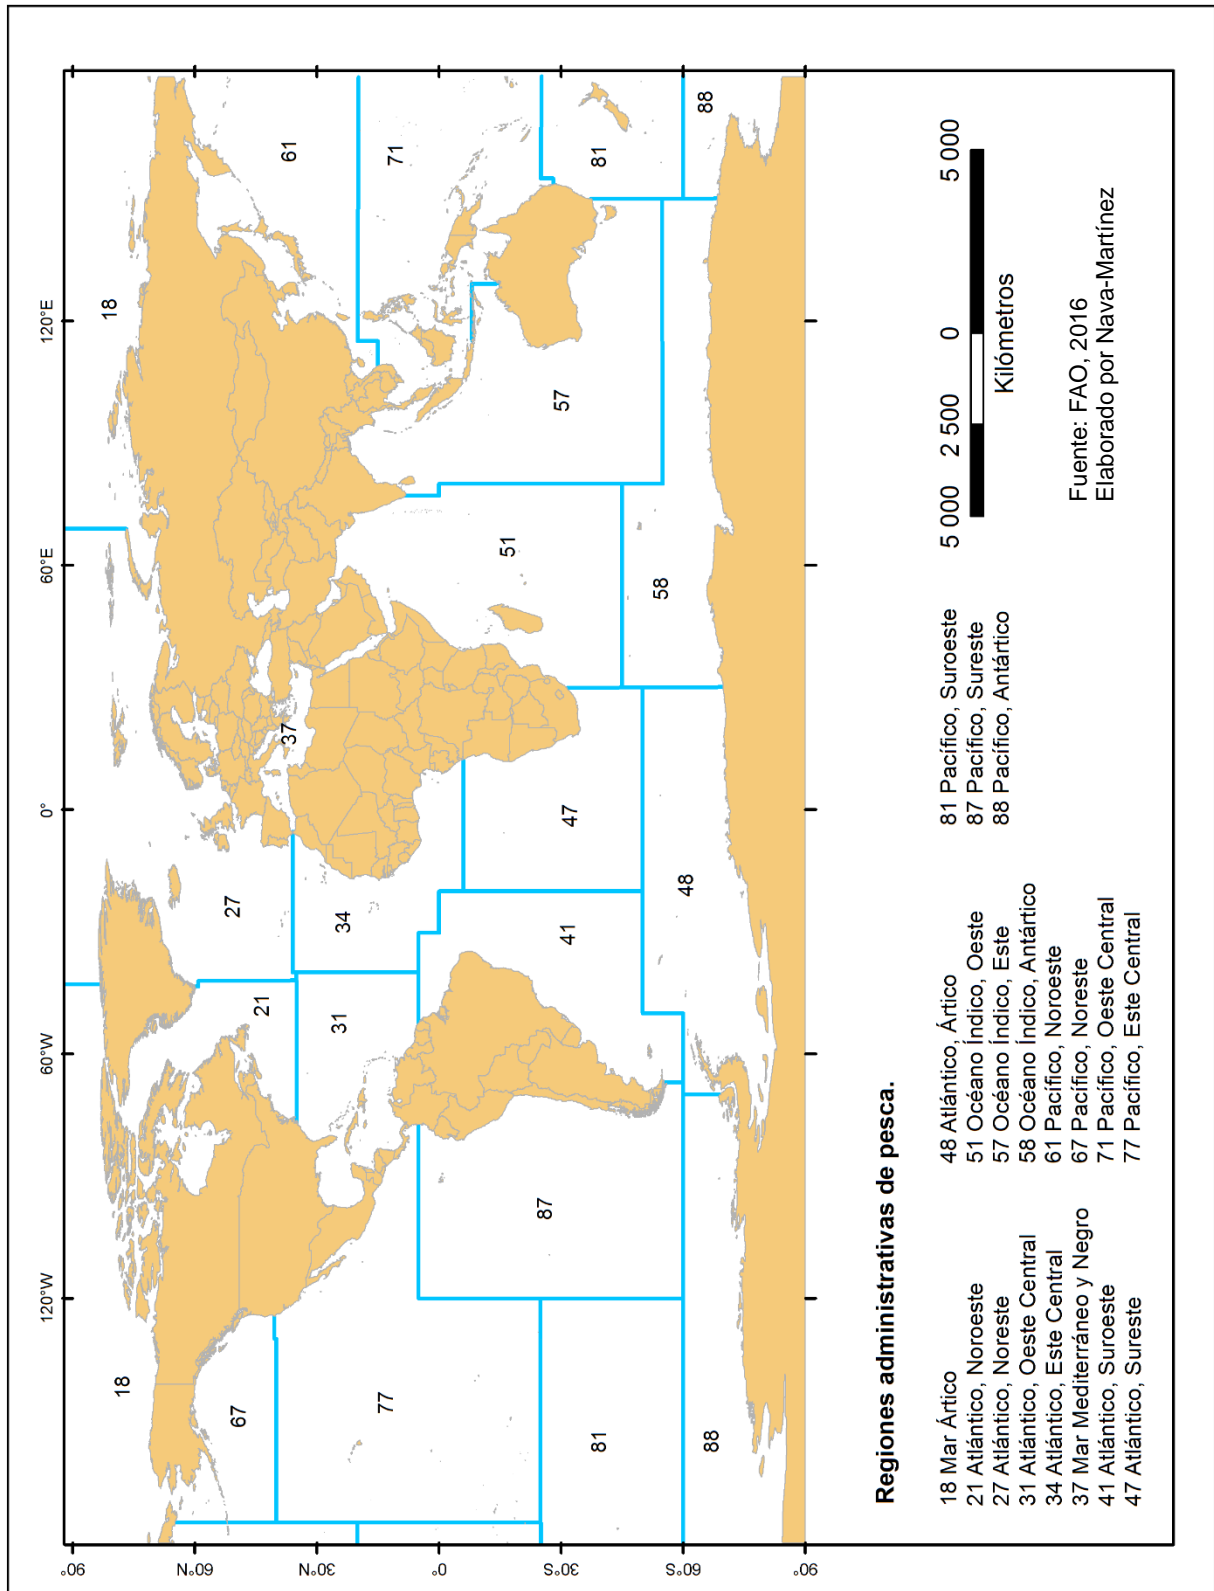 120°W
60°W
0°
60°E
120°E
90°
60°N
30°N
0°
30°S
60°S
90°
18
18
67
21
27
37
61
77
31
34
71
87
41
47
51
57
81
81
48
58
88
88
Regiones administrativas de pesca.
18 Mar Ártico
21 Atlántico, Noroeste
27 Atlántico, Noreste
31 Atlántico, Oeste Central
34 Atlántico, Este Central
37 Mar Mediterráneo y Negro
41 Atlántico, Suroeste
47 Atlántico, Sureste
48 Atlántico, Ártico
51 Océano Índico, Oeste
57 Océano Índico, Este
58 Océano Índico, Antártico
61 Pacífico, Noroeste
67 Pacífico, Noreste
71 Pacífico, Oeste Central
77 Pacífico, Este Central
81 Pacífico, Suroeste
87 Pacífico, Sureste
88 Pacífico, Antártico
5 000 2 500 0 5 000
Kilómetros
Fuente: FAO, 2016
Elaborado por Nava-Martínez